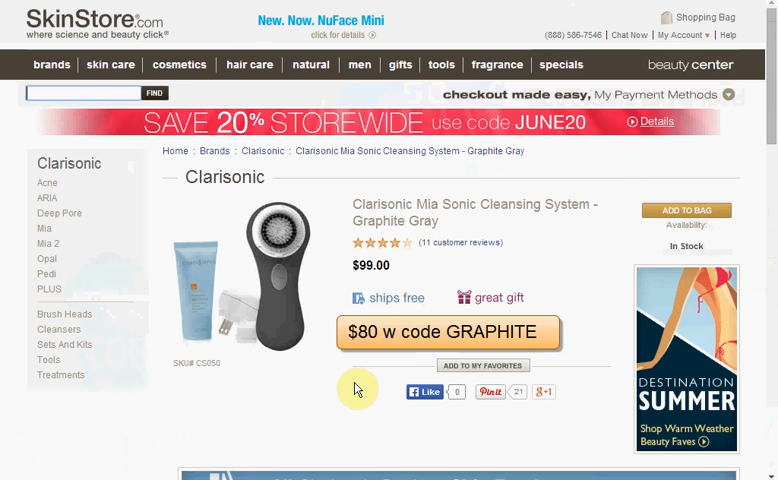 SkinStore.com
where science and beauty click®
New. Now. NuFace Mini
click for details
Shopping Bag
(888) 586-7546 | Chat Now | My Account | Help
brands | skin care | cosmetics | hair care | natural | men | gifts | tools | fragrance | specials
beauty center
FIND
checkout made easy, My Payment Methods
SAVE 20% STOREWIDE use code JUNE20
Details
Home : Brands : Clarisonic : Clarisonic Mia Sonic Cleansing System - Graphite Gray
Clarisonic
Acne
ARIA
Deep Pore
Mia
Mia 2
Opal
Pedi
PLUS
Brush Heads
Cleansers
Sets And Kits
Tools
Treatments
Clarisonic
SKU# CS050
Clarisonic Mia Sonic Cleansing System -
Graphite Gray
(11 customer reviews)
$99.00
ships free
great gift
$80 w code GRAPHITE
ADD TO MY FAVORITES
Like 0
Pin it 21
g+1
ADD TO BAG
Availability:
In Stock
DESTINATION
SUMMER
Shop Warm Weather
Beauty Faves